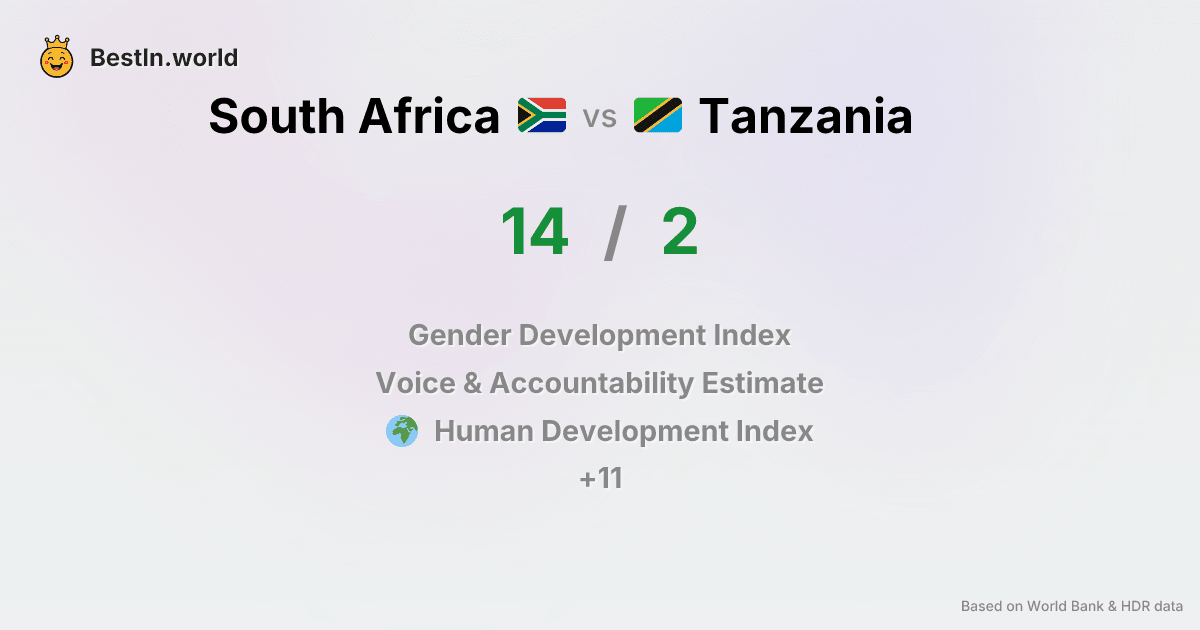 BestIn.world
South Africa vs Tanzania
14 / 2
Gender Development Index
Voice & Accountability Estimate
Human Development Index
+11
Based on World Bank & HDR data